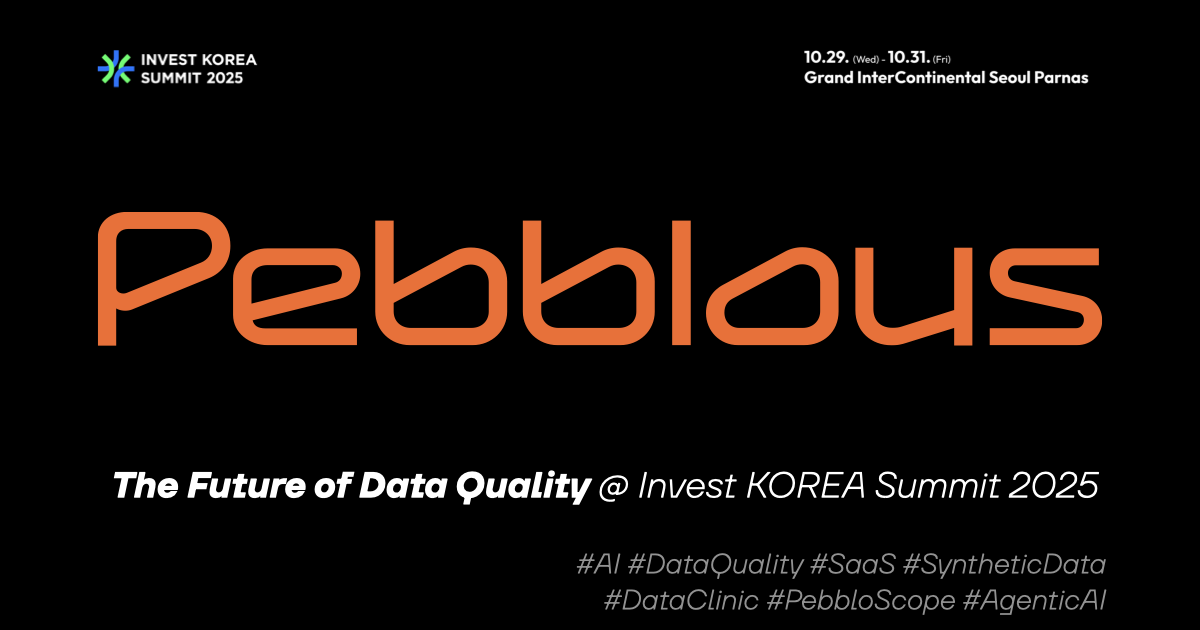 INVEST KOREA
SUMMIT 2025
10.29. (Wed) - 10.31. (Fri)
Grand InterContinental Seoul Parnas
Pebblous
The Future of Data Quality @ Invest KOREA Summit 2025
#AI #DataQuality #SaaS #SyntheticData
#DataClinic #PebbloScope #AgenticAI